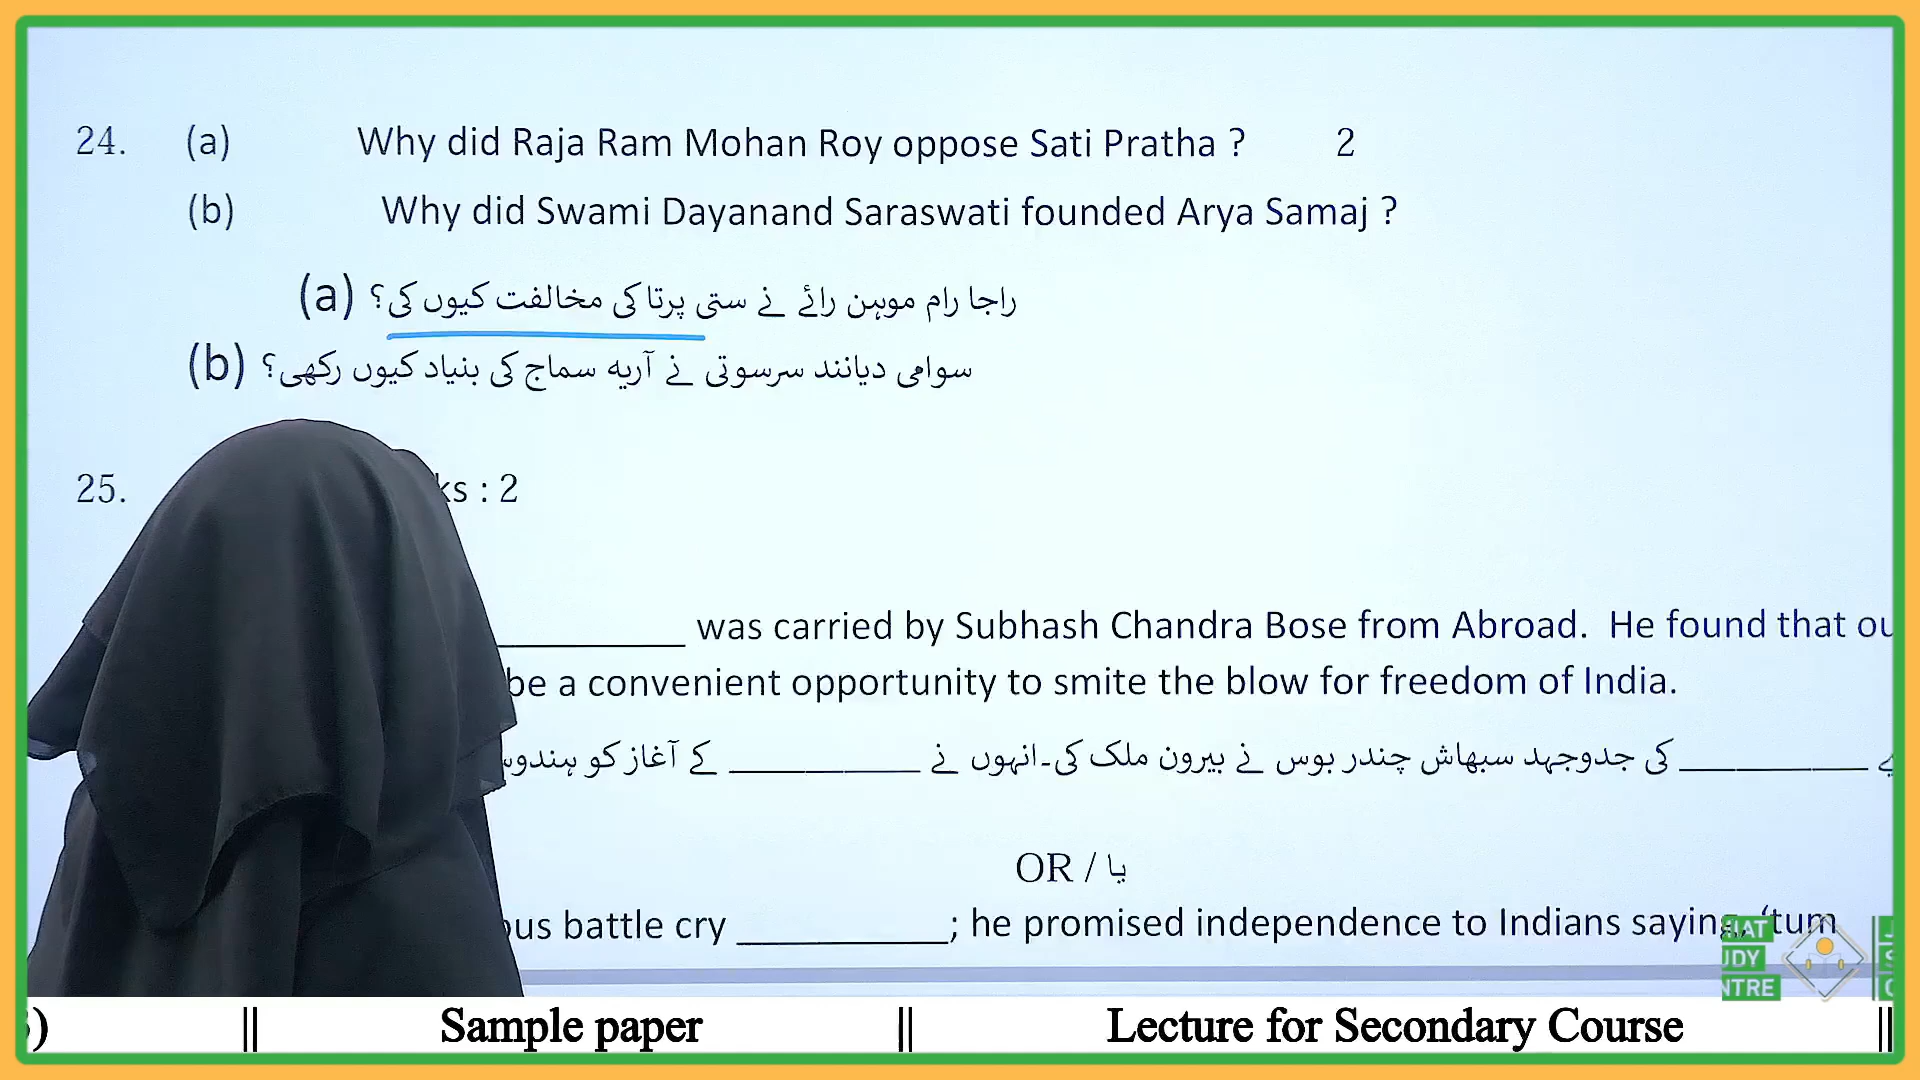 24. (a) Why did Raja Ram Mohan Roy oppose Sati Pratha ? 2
(b) Why did Swami Dayanand Saraswati founded Arya Samaj ?
(a) راجا رام موہن رائے نے ستی پرتا کی مخالفت کیوں کی؟
(b) سوامی دیانند سرسوتی نے آریہ سماج کی بنیاد کیوں رکھی؟
25. : 2
__________ was carried by Subhash Chandra Bose from Abroad. He found that
be a convenient opportunity to smite the blow for freedom of India.
__________ کی جدوجہد سبھاش چندر بوس نے بیرون ملک کی۔انہوں نے __________ کے آغاز کو
OR / یا
battle cry ___________; he promised independence to Indians saying, ‘tum
|| Sample paper || Lecture for Secondary Course ||